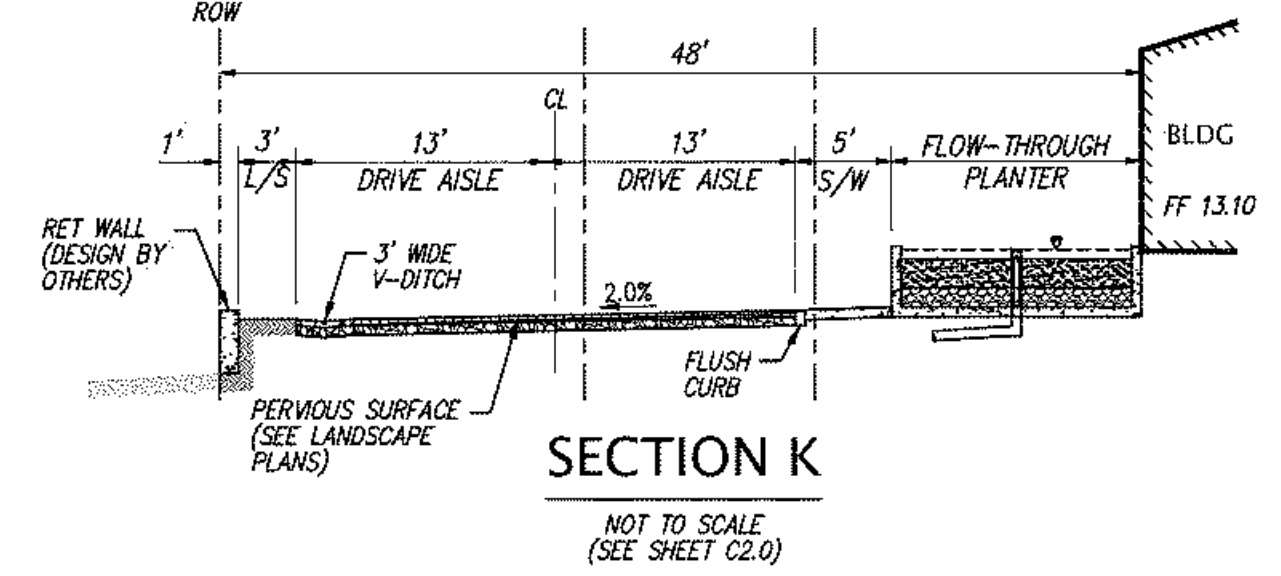 ROW
48'
CL
1'
3'
L/S
13'
DRIVE AISLE
13'
DRIVE AISLE
5'
S/W
FLOW-THROUGH
PLANTER
BLDG
FF 13.10
RET WALL
(DESIGN BY
OTHERS)
3' WIDE
V-DITCH
2.0%
FLUSH
CURB
PERVIOUS SURFACE
(SEE LANDSCAPE
PLANS)
SECTION K
NOT TO SCALE
(SEE SHEET C2.0)